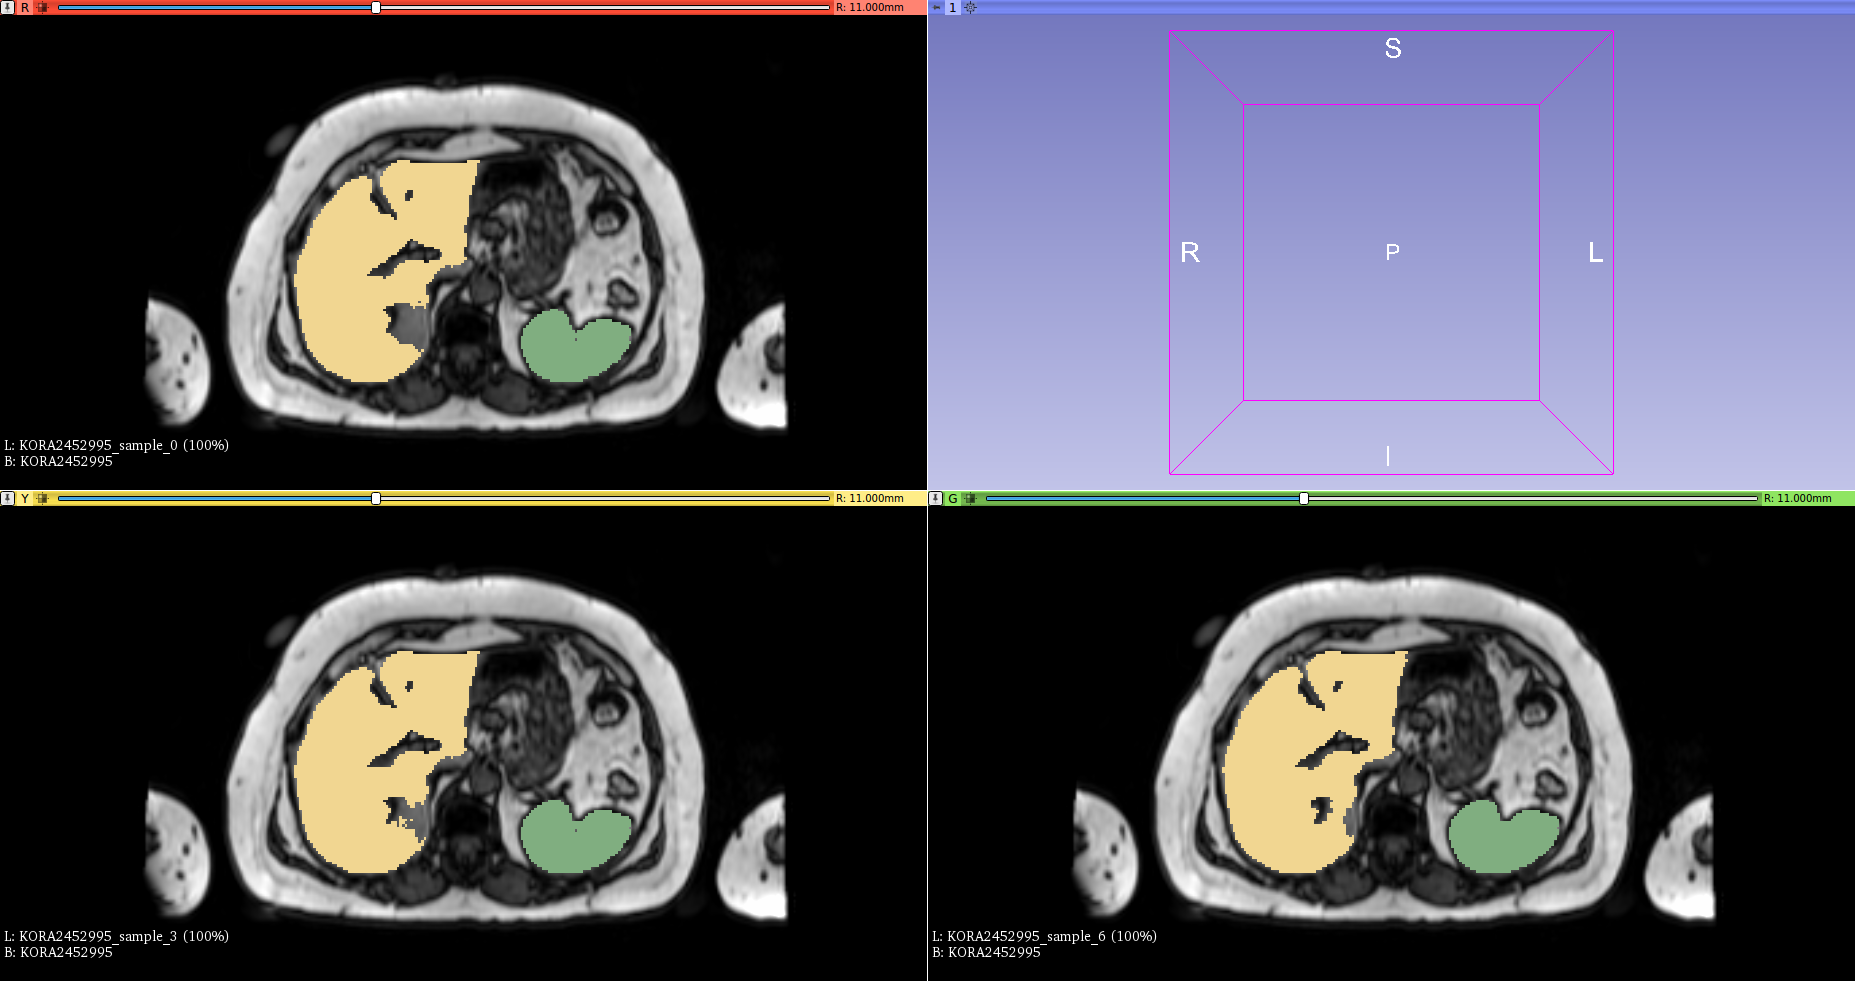 R R: 11.000mm
1
S
R P L
I
L: KORA2452995_sample_0 (100%)
B: KORA2452995
Y R: 11.000mm
G R: 11.000mm
L: KORA2452995_sample_3 (100%)
B: KORA2452995
L: KORA2452995_sample_6 (100%)
B: KORA2452995